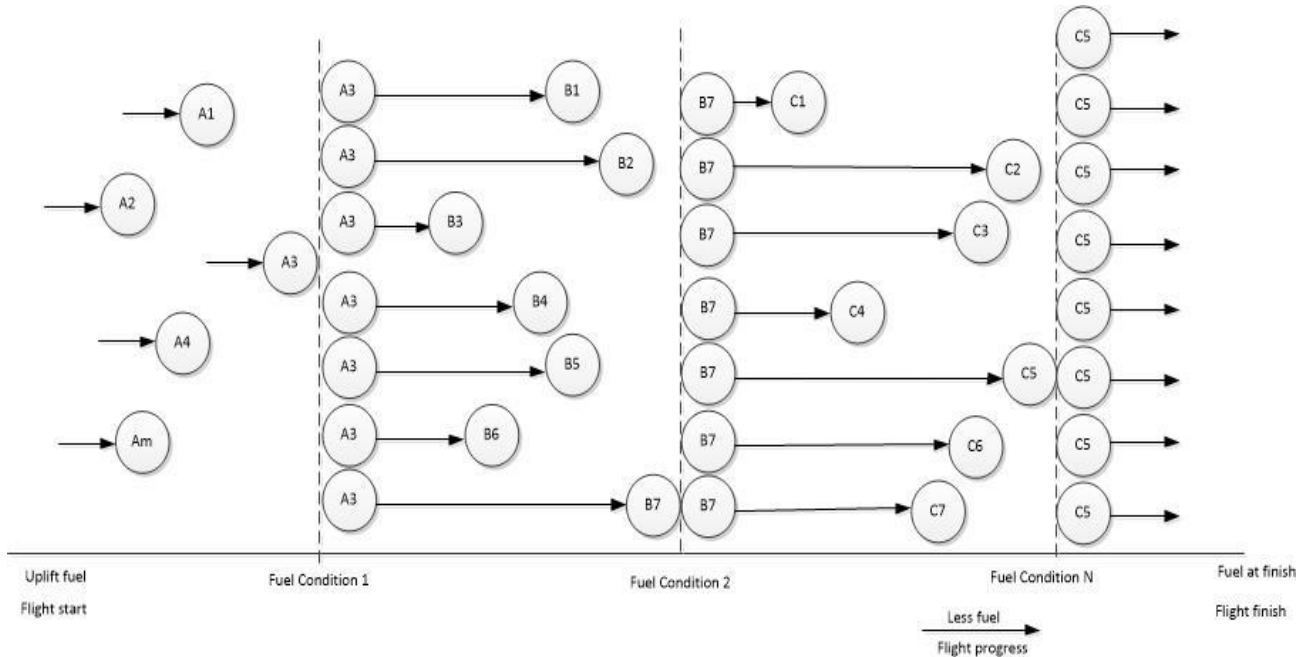 C5
A3 B1 B7 C1 C5
A1
A3 B2 B7 C2 C5
A2
A3 B3 B7 C3 C5
A3
A3 B4 B7 C4 C5
A4
A3 B5 B7 C5 C5
Am
A3 B6 B7 C6 C5
A3 B7 B7 C7 C5
Uplift fuel Fuel Condition 1 Fuel Condition 2 Fuel Condition N Fuel at finish
Flight start Flight finish
Less fuel
Flight progress